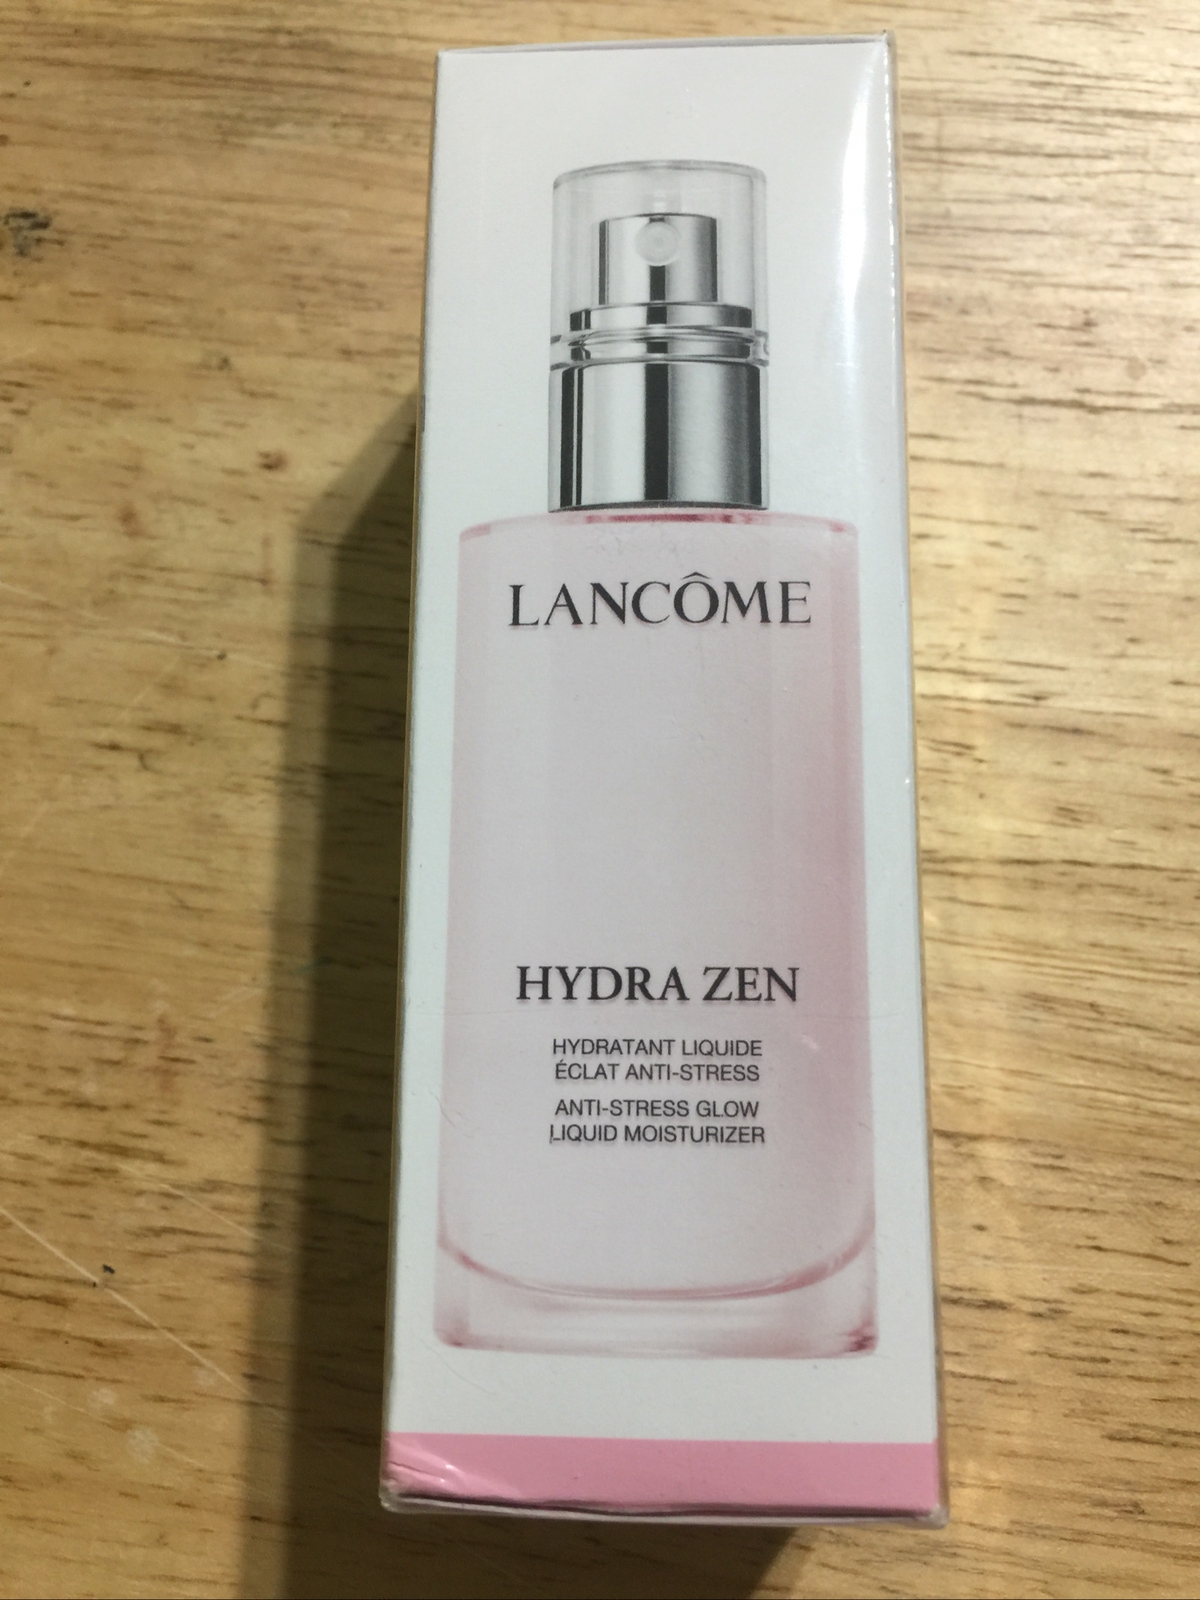 LANCÔME
HYDRA ZEN
HYDRATANT LIQUIDE
ÉCLAT ANTI-STRESS
ANTI-STRESS GLOW
LIQUID MOISTURIZER